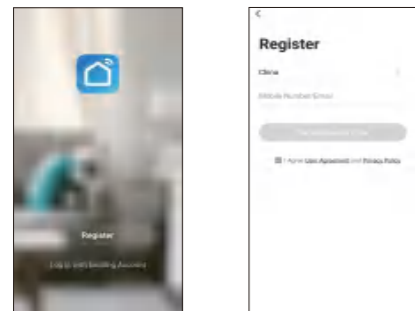 Register
Log in with Existing Account
Register
China
Mobile Number/Email
I Agree User Agreement and Privacy Policy